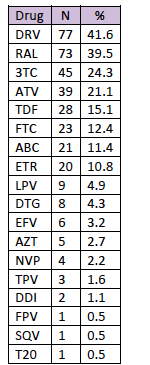 Drug N %
DRV 77 41.6
RAL 73 39.5
3TC 45 24.3
ATV 39 21.1
TDF 28 15.1
FTC 23 12.4
ABC 21 11.4
ETR 20 10.8
LPV 9 4.9
DTG 8 4.3
EFV 6 3.2
AZT 5 2.7
NVP 4 2.2
TPV 3 1.6
DDI 2 1.1
FPV 1 0.5
SQV 1 0.5
T20 1 0.5